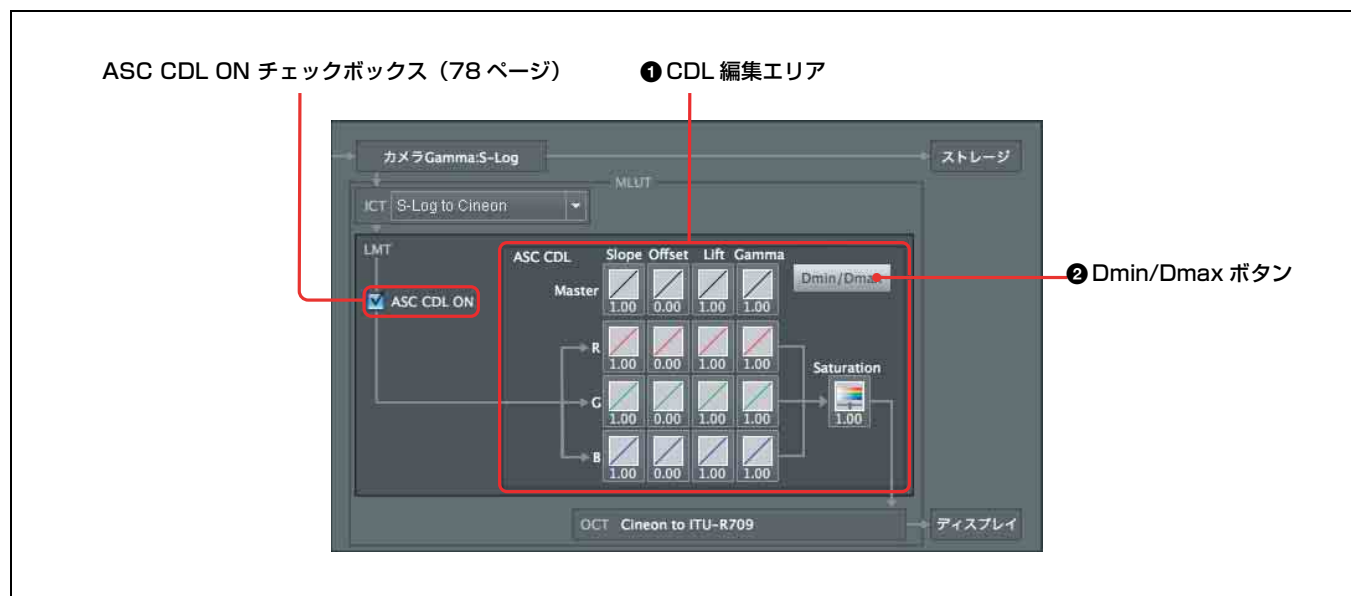 ASC CDL ON チェックボックス（78 ページ）
❶ CDL 編集エリア
カメラGamma:S-Log
ストレージ
MLUT
ICT S-Log to Cineon
LMT
ASC CDL Slope Offset Lift Gamma
Dmin/Dmax
❷ Dmin/Dmax ボタン
Master
ASC CDL ON
1.00 0.00 1.00 1.00
R
1.00 0.00 1.00 1.00
Saturation
G
1.00 0.00 1.00 1.00
1.00
B
1.00 0.00 1.00 1.00
OCT Cineon to ITU-R709
ディスプレイ